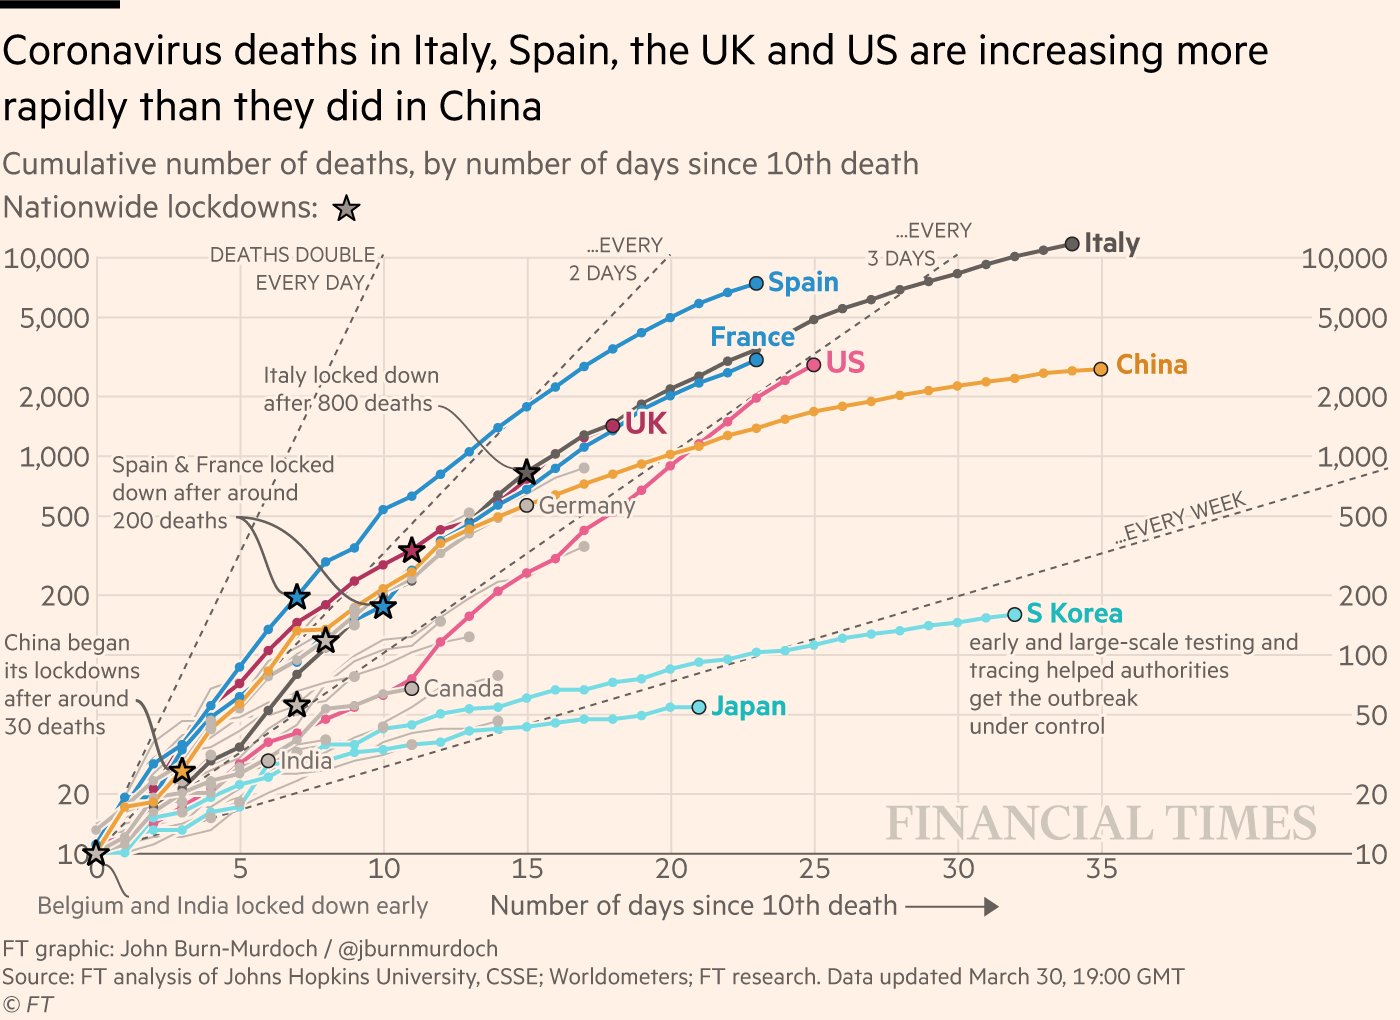 Coronavirus deaths in Italy, Spain, the UK and US are increasing more
rapidly than they did in China
Cumulative number of deaths, by number of days since 10th death
Nationwide lockdowns:
DEATHS DOUBLE
EVERY DAY
...EVERY
2 DAYS
...EVERY
3 DAYS
...EVERY WEEK
10,000
5,000
2,000
1,000
500
200
20
10
10,000
5,000
2,000
1,000
500
200
100
50
20
10
Italy
Spain
France
US
China
UK
Germany
S Korea
early and large-scale testing and
tracing helped authorities
get the outbreak
under control
Japan
Canada
India
Italy locked down
after 800 deaths
Spain & France locked
down after around
200 deaths
China began
its lockdowns
after around
30 deaths
FINANCIAL TIMES
0
5
10
15
20
25
30
35
Belgium and India locked down early
Number of days since 10th death
FT graphic: John Burn-Murdoch / @jburnmurdoch
Source: FT analysis of Johns Hopkins University, CSSE; Worldometers; FT research. Data updated March 30, 19:00 GMT
© FT